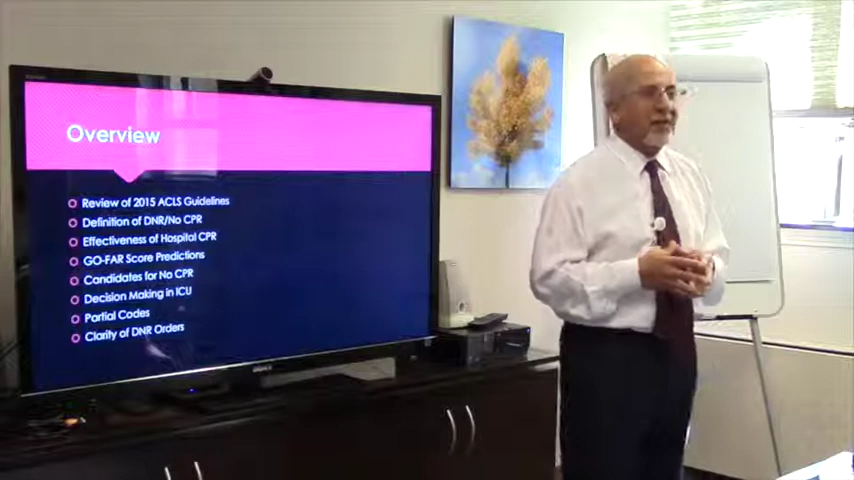 Overview
Review of 2015 ACLS Guidelines
Definition of DNR/No CPR
Effectiveness of Hospital CPR
GO-FAR Score Predictions
Candidates for No CPR
Decision Making in ICU
Partial Codes
Clarity of DNR Orders